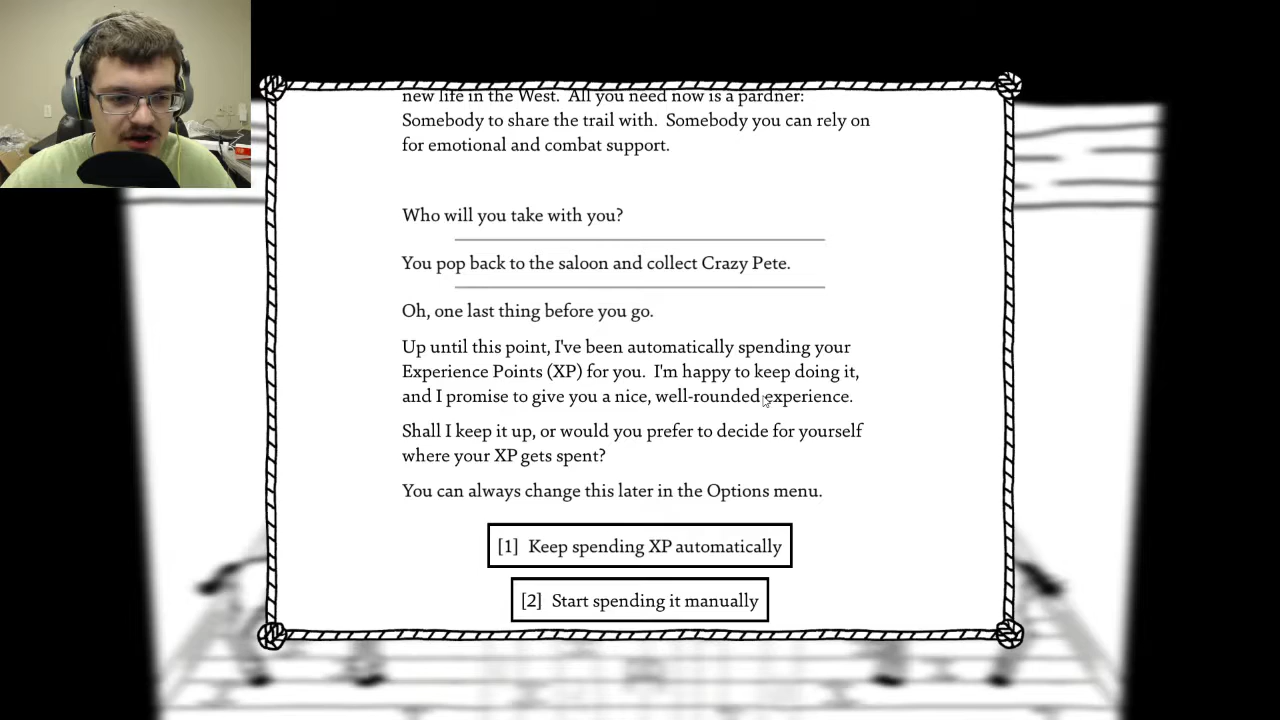 new life in the West. All you need now is a pardner:
Somebody to share the trail with. Somebody you can rely on
for emotional and combat support.
Who will you take with you?
You pop back to the saloon and collect Crazy Pete.
Oh, one last thing before you go.
Up until this point, I've been automatically spending your
Experience Points (XP) for you. I'm happy to keep doing it,
and I promise to give you a nice, well-rounded experience.
Shall I keep it up, or would you prefer to decide for yourself
where your XP gets spent?
You can always change this later in the Options menu.
[1] Keep spending XP automatically
[2] Start spending it manually